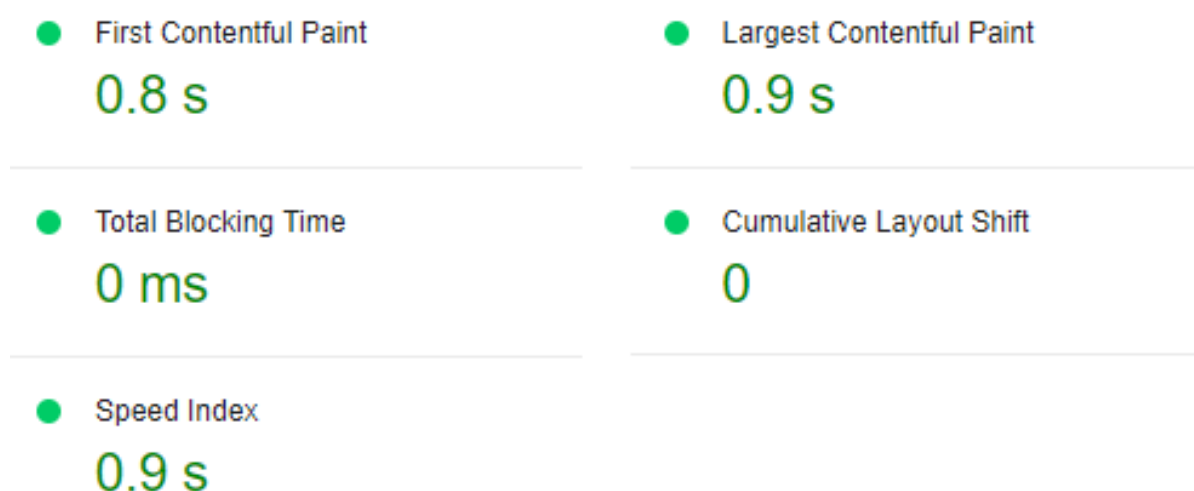 First Contentful Paint
0.8 s
Largest Contentful Paint
0.9 s
Total Blocking Time
0 ms
Cumulative Layout Shift
0
Speed Index
0.9 s